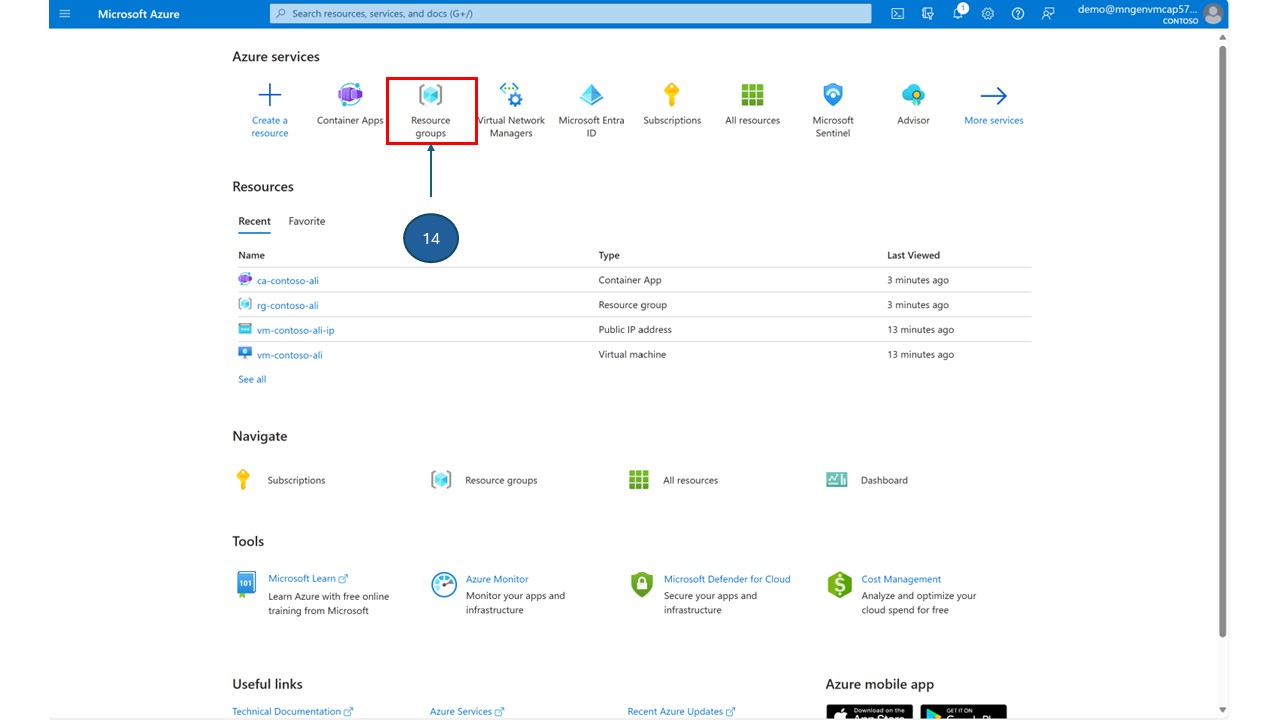 Microsoft Azure
Search resources, services, and docs (G+/)
1
demo@mngenvmcap57...
CONTOSO
Azure services
Create a resource
Container Apps
Resource groups
Virtual Network Managers
Microsoft Entra ID
Subscriptions
All resources
Microsoft Sentinel
Advisor
More services
14
Resources
Recent Favorite
Name Type Last Viewed
ca-contoso-ali Container App 3 minutes ago
rg-contoso-ali Resource group 3 minutes ago
vm-contoso-ali-ip Public IP address 13 minutes ago
vm-contoso-ali Virtual machine 13 minutes ago
See all
Navigate
Subscriptions Resource groups All resources Dashboard
Tools
101
Microsoft Learn
Learn Azure with free online
training from Microsoft
Azure Monitor
Monitor your apps and
infrastructure
Microsoft Defender for Cloud
Secure your apps and
infrastructure
Cost Management
Analyze and optimize your
cloud spend for free
Useful links
Technical Documentation
Azure Services
Recent Azure Updates
Azure mobile app
Download on the
GET IT ON